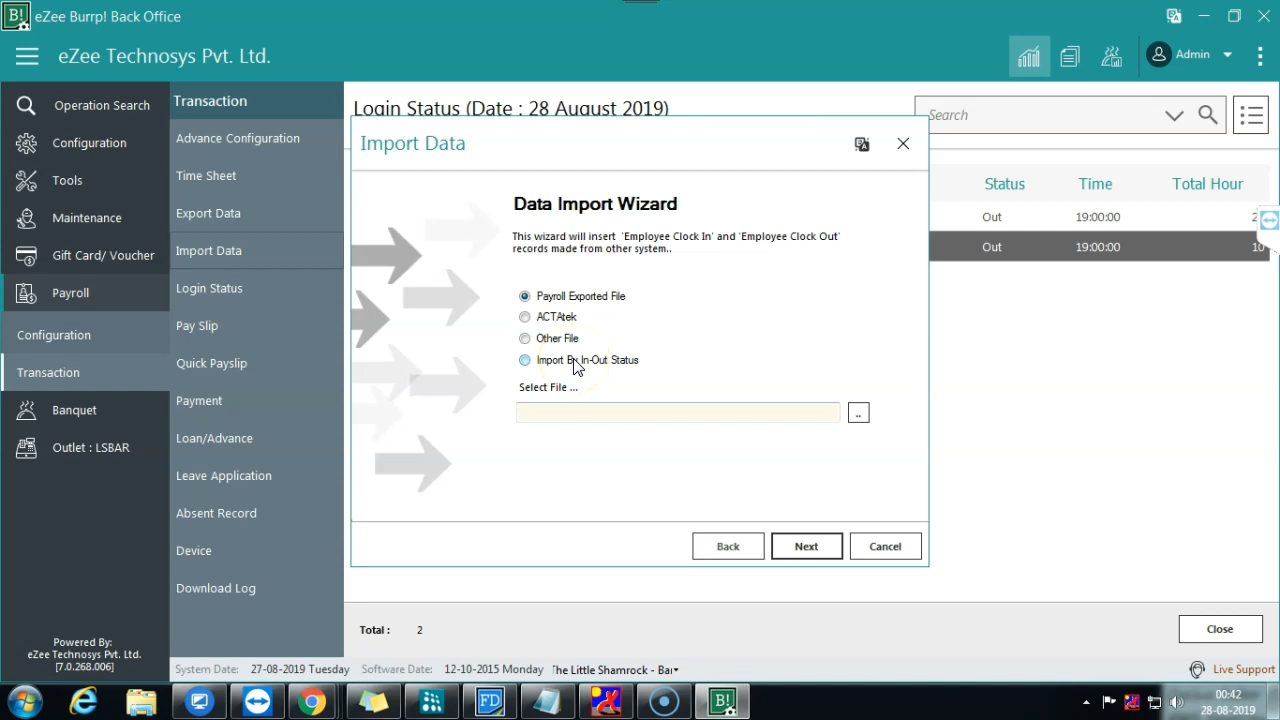 eZee Burrp! Back Office
eZee Technosys Pvt. Ltd.
Admin
Operation Search
Configuration
Tools
Maintenance
Gift Card/ Voucher
Payroll
Configuration
Transaction
Banquet
Outlet : LSBAR
Powered By:
eZee Technosys Pvt. Ltd.
[7.0.268.006]
Transaction
Advance Configuration
Time Sheet
Export Data
Import Data
Login Status
Pay Slip
Quick Payslip
Payment
Loan/Advance
Leave Application
Absent Record
Device
Download Log
Login Status (Date : 28 August 2019)
Search
Status Time Total Hour
Out 19:00:00
Out 19:00:00 10
Import Data
Data Import Wizard
This wizard will insert 'Employee Clock In' and 'Employee Clock Out'
records made from other system..
Payroll Exported File
ACTAtek
Other File
Import By In-Out Status
Select File ...
..
Back Next Cancel
Total : 2
Close
System Date: 27-08-2019 Tuesday Software Date: 12-10-2015 Monday The Little Shamrock - Bar
Live Support
FD
B!
00:42
28-08-2019